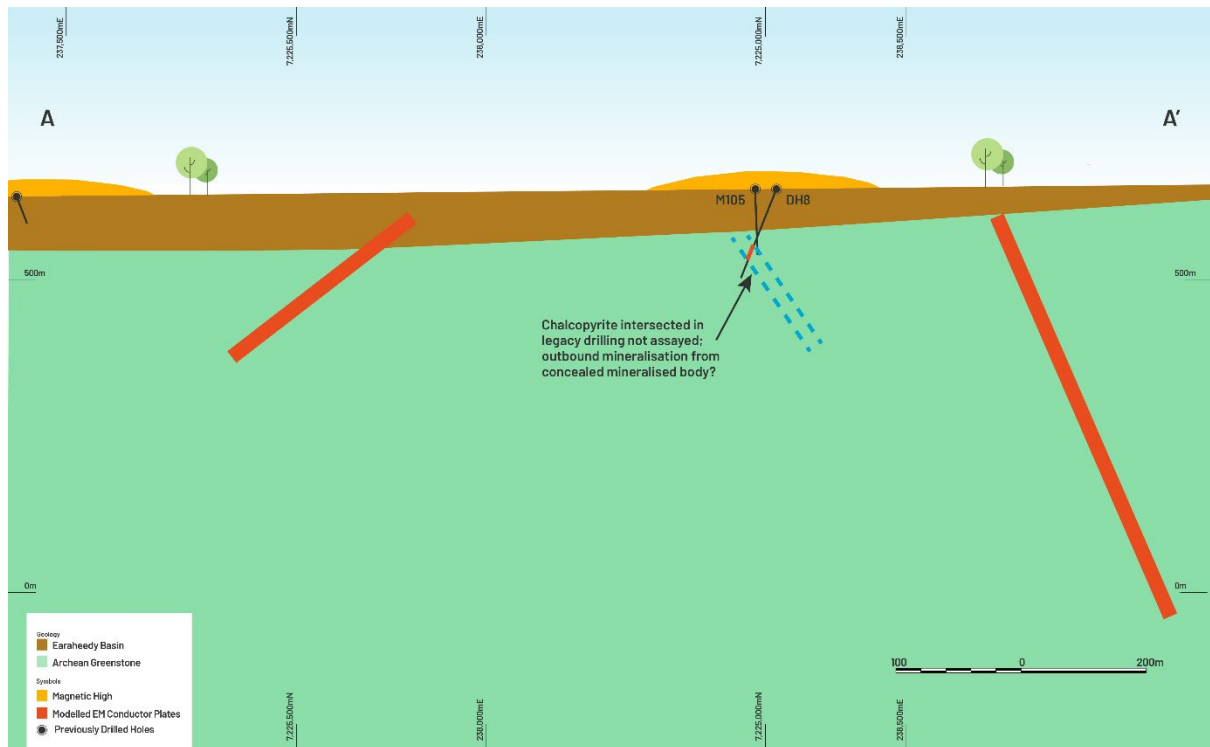 237,500mE
7,225,500mN
238,000mE
7,225,000mN
238,500mE
A
A'
M105
DH8
500m
500m
Chalcopyrite intersected in
legacy drilling not assayed;
outbound mineralisation from
concealed mineralised body?
0m
0m
Geology
Earaheedy Basin
Archean Greenstone
Symbols
Magnetic High
Modelled EM Conductor Plates
Previously Drilled Holes
100
0
200m
7,225,500mN
238,000mE
7,225,000mN
238,500mE